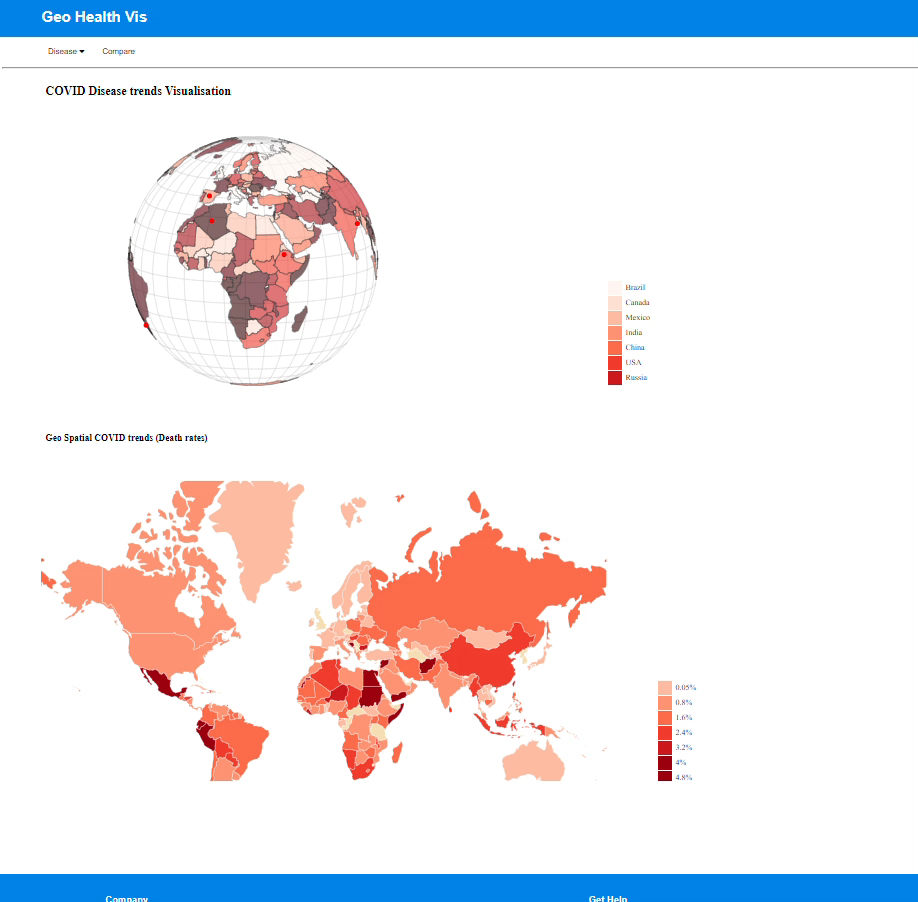 Geo Health Vis
Disease Compare
COVID Disease trends Visualisation
Brazil
Canada
Mexico
India
China
USA
Russia
Geo Spatial COVID trends (Death rates)
0.05%
0.8%
1.6%
2.4%
3.2%
4%
4.8%
Company Get Help